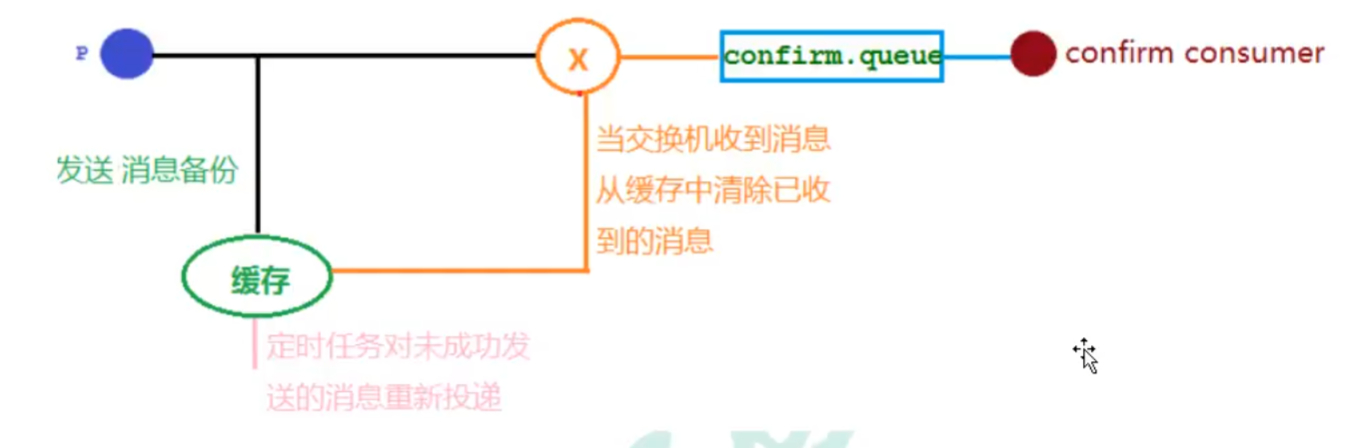 P
X
confirm.queue
confirm consumer
当交换机收到消息
从缓存中清除已收
到的消息
发送 消息备份
缓存
定时任务对未成功发
送的消息重新投递